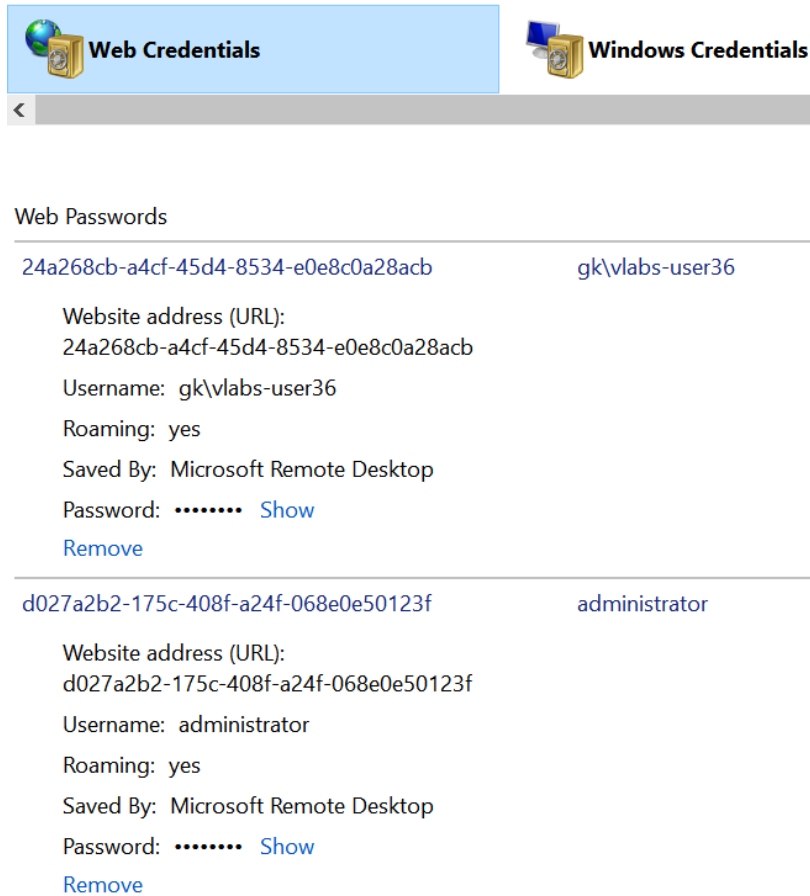 Web Credentials
Windows Credentials
Web Passwords
24a268cb-a4cf-45d4-8534-e0e8c0a28acb gk\vlabs-user36
Website address (URL):
24a268cb-a4cf-45d4-8534-e0e8c0a28acb
Username: gk\vlabs-user36
Roaming: yes
Saved By: Microsoft Remote Desktop
Password: •••••••• Show
Remove
d027a2b2-175c-408f-a24f-068e0e50123f administrator
Website address (URL):
d027a2b2-175c-408f-a24f-068e0e50123f
Username: administrator
Roaming: yes
Saved By: Microsoft Remote Desktop
Password: •••••••• Show
Remove